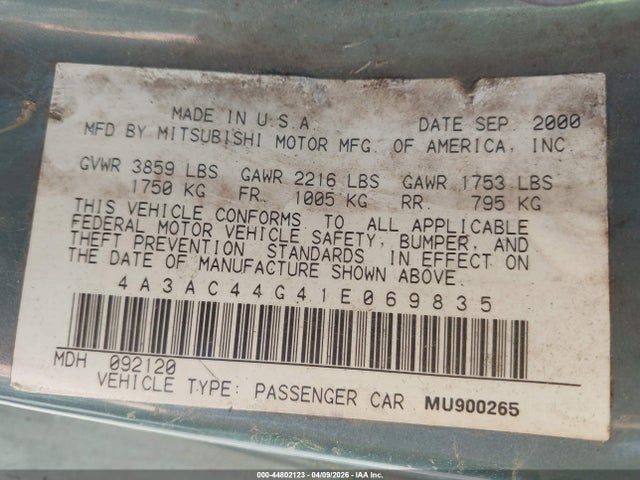 MADE IN U.S.A. DATE SEP. 2000
MFD BY MITSUBISHI MOTOR MFG. OF AMERICA, INC.
GVWR 3859 LBS GAWR 2216 LBS GAWR 1753 LBS
1750 KG FR. 1005 KG RR. 795 KG
THIS VEHICLE CONFORMS TO ALL APPLICABLE
FEDERAL MOTOR VEHICLE SAFETY, BUMPER, AND
THEFT PREVENTION STANDARDS IN EFFECT ON
THE DATE OF MANUFACTURE SHOWN ABOVE.
4A3AC44G41E069835
MDH 092120
VEHICLE TYPE: PASSENGER CAR MU900265
000-44802123 - 04/09/2026 - IAA Inc.